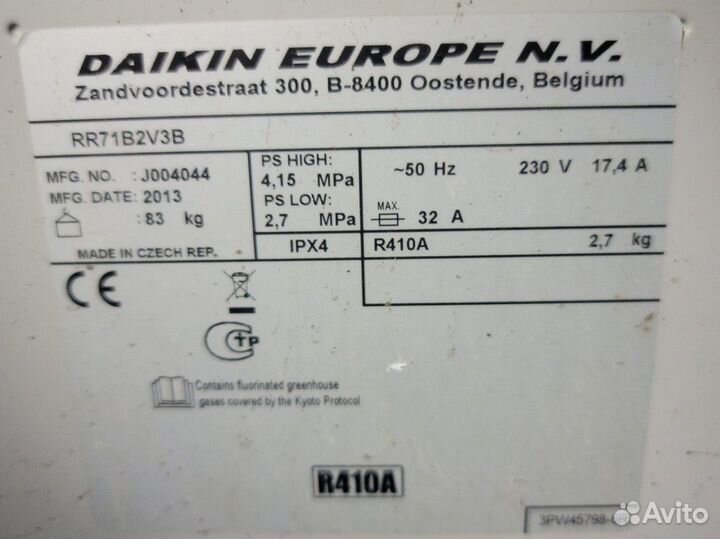 DAIKIN EUROPE N.V.
Zandvoordestraat 300, B-8400 Oostende, Belgium
RR71B2V3B
MFG. NO. : J004044
MFG. DATE: 2013
: 83 kg
MADE IN CZECH REP.
PS HIGH:
4,15 MPa
PS LOW:
2,7 MPa
IPX4
~50 Hz 230 V 17,4 A
MAX.
32 A
R410A 2,7 kg
CE
Contains fluorinated greenhouse
gases covered by the Kyoto Protocol
R410A
3PW45798-
Avito